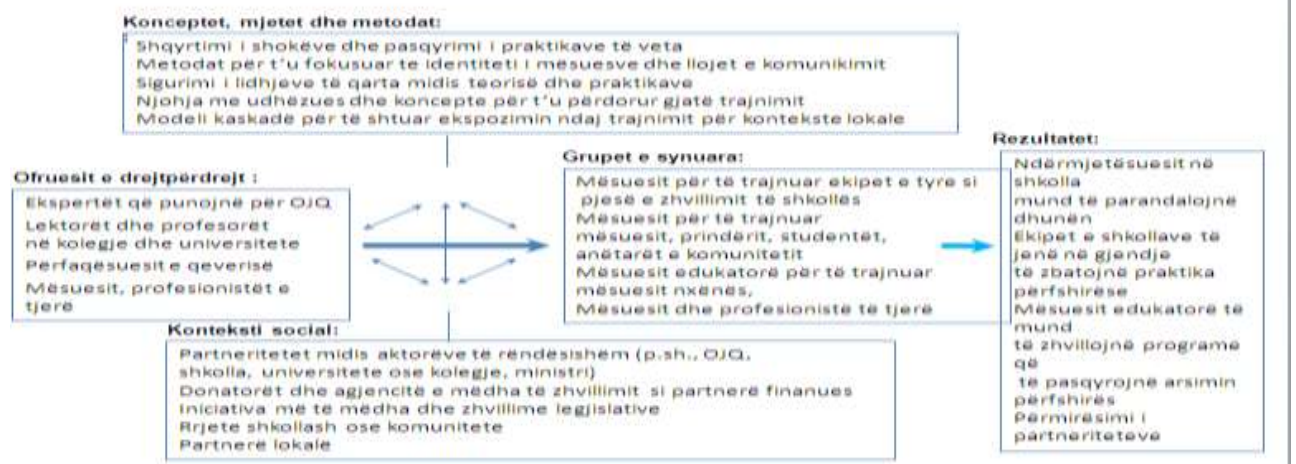 Konceptet, mjetet dhe metodat:
Shqyrtimi i shokëve dhe pasqyrimi i praktikave të veta
Metodat për t'u fokusuar te identiteti i mësuesve dhe llojet e komunikimit
Sigurimi i lidhjeve të qarta midis teorisë dhe praktikave
Njohja me udhëzues dhe koncepte për t'u përdorur gjatë trajnimit
Modeli kaskadë për të shtuar ekspozimin ndaj trajnimit për kontekste lokale
Ofruesit e drejtpërdrejt :
Ekspertët që punojnë për OJQ
Lektorët dhe profesorët
në kolegje dhe universitete
Përfaqësuesit e qeverisë
Mësuesit, profesionistët e
tjerë
Grupet e synuara:
Mësuesit për të trajnuar ekipet e tyre si
pjesë e zhvillimit të shkollës
Mësuesit për të trajnuar
mësuesit, prindërit, studentët,
anëtarët e komunitetit
Mësuesit edukatorë për të trajnuar
mësuesit nxënës,
Mësuesit dhe profesionistë të tjerë
Rezultatet:
Ndërmjetësuesit në
shkolla
mund të parandalojnë
dhunën
Ekipet e shkollave të
jenë në gjendje
të zbatojnë praktika
përfshirëse
Mësuesit edukatorë të
mund
të zhvillojnë programe
që
të pasqyrojnë arsimin
përfshirës
Përmirësimi i
partneriteteve
Konteksti social:
Partneritetet midis aktorëve të rëndësishëm (p.sh., OJQ,
shkolla, universitete ose kolegje, ministri)
Donatorët dhe agjencitë e mëdha të zhvillimit si partnerë finanues
Iniciativa më të mëdha dhe zhvillime legjislative
Rrjete shkollash ose komunitete
Partnerë lokalë